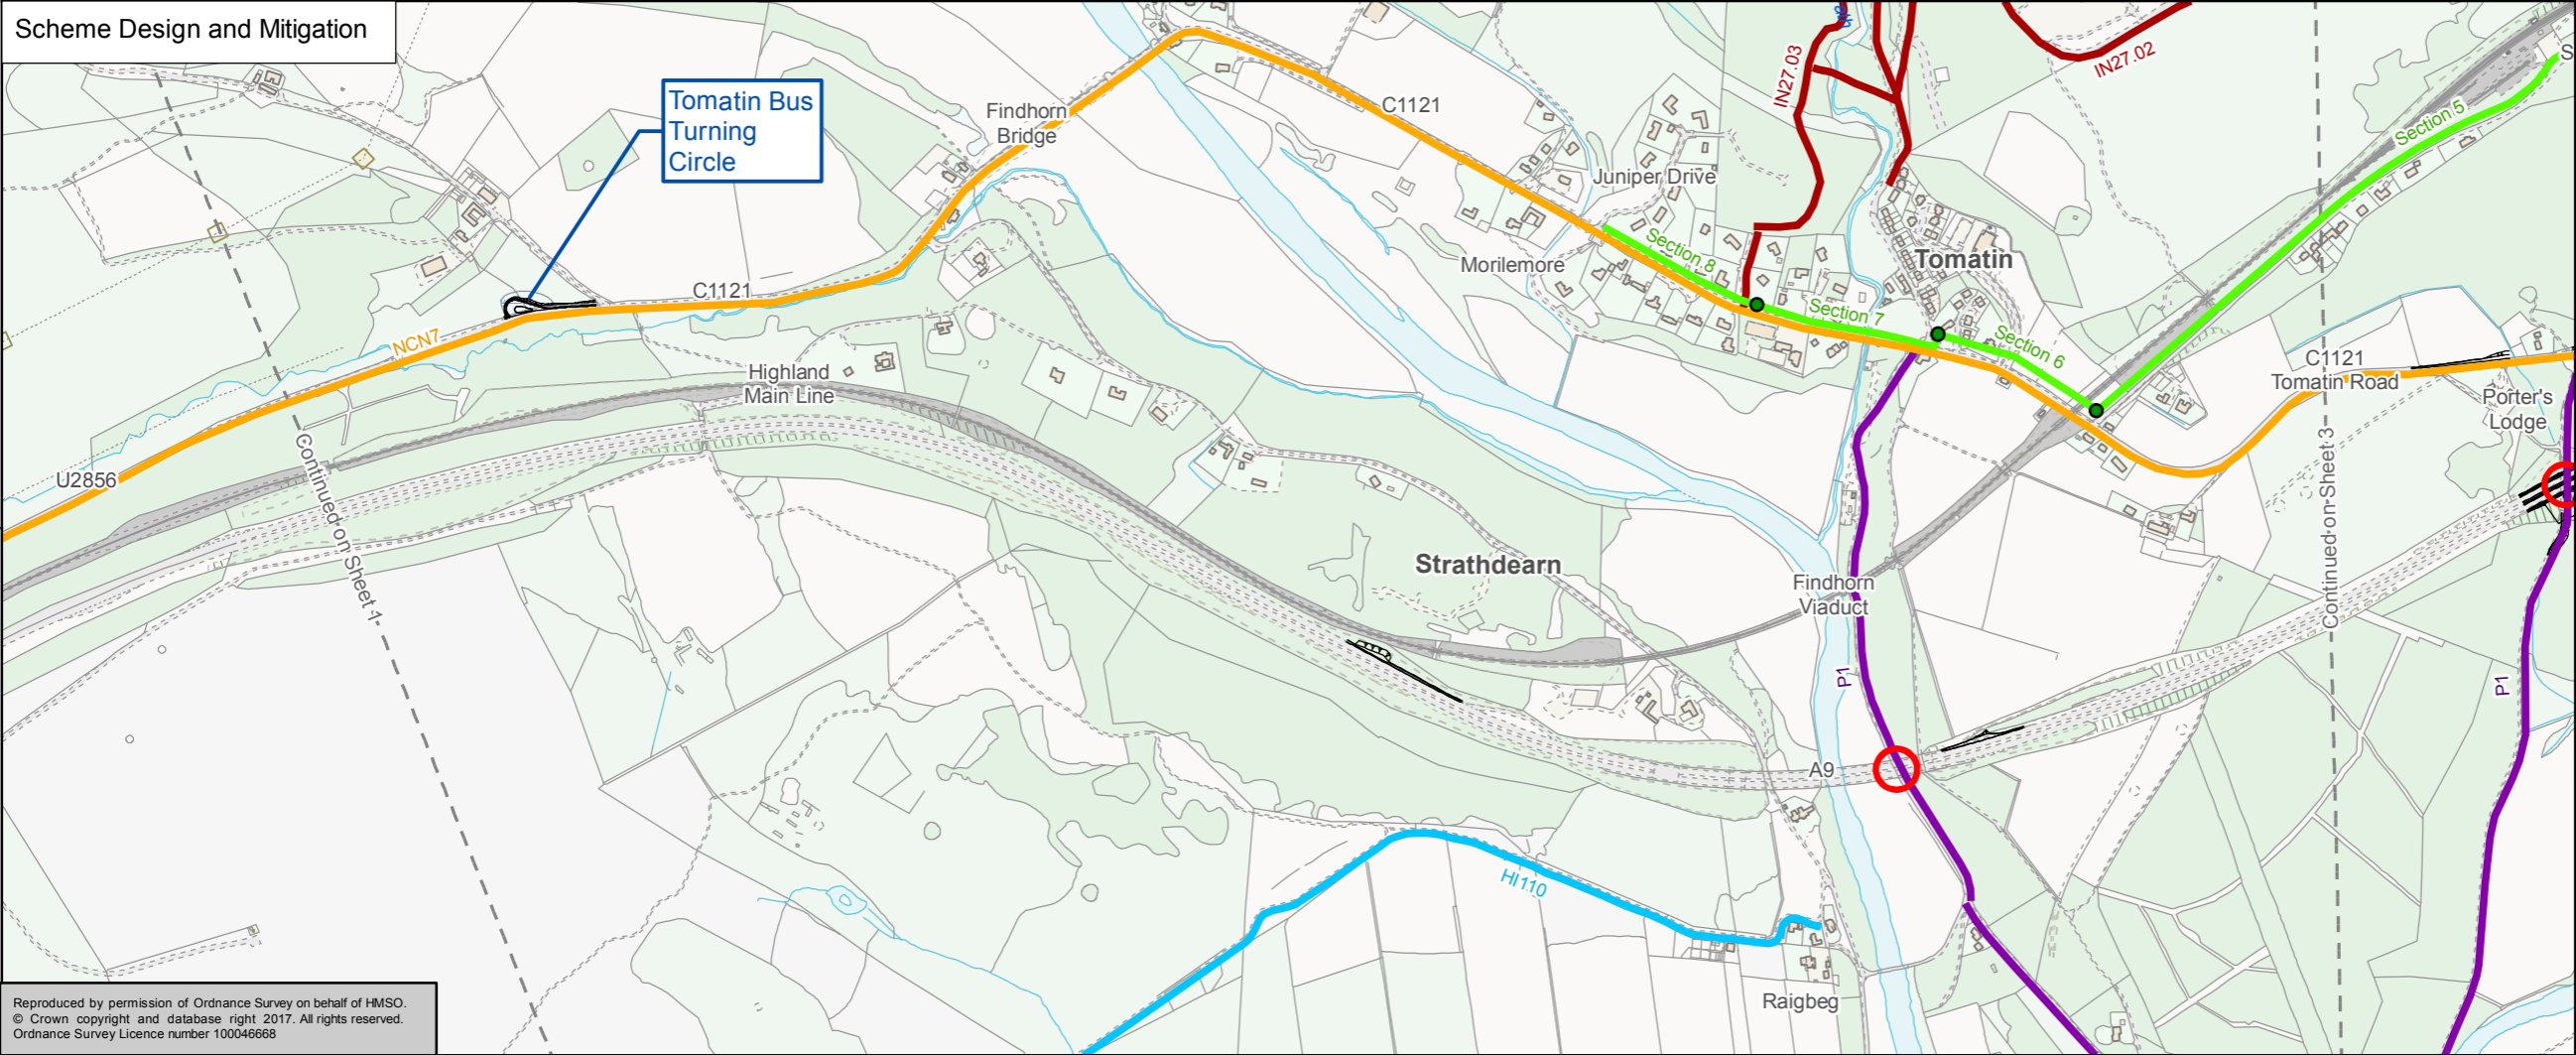 Scheme Design and Mitigation
Tomatin Bus
Turning
Circle
Findhorn
Bridge
C1121
IN27.03
IN27.02
Section 5
Juniper Drive
Morilemore
Section 8
Section 7
Section 6
Tomatin
C1121
NCN7
Highland
Main Line
C1121
Tomatin Road
Porter's
Lodge
U2856
Continued on Sheet 1
Continued on Sheet 3
Strathdearn
Findhorn
Viaduct
P1
P1
A9
HI110
Raigbeg
Reproduced by permission of Ordnance Survey on behalf of HMSO.
© Crown copyright and database right 2017. All rights reserved.
Ordnance Survey Licence number 100046668